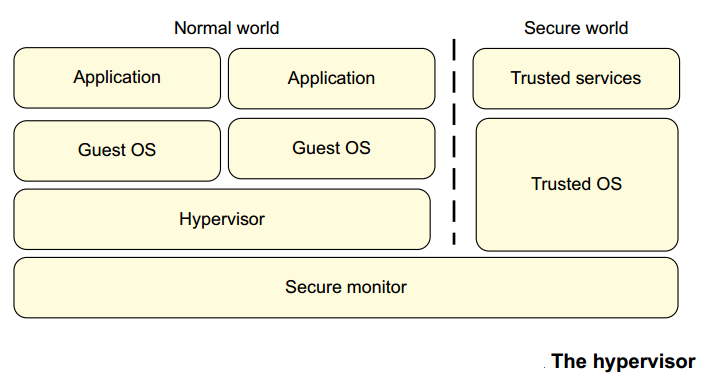 Normal world
Secure world
Application
Application
Trusted services
Guest OS
Guest OS
Trusted OS
Hypervisor
Secure monitor
. The hypervisor